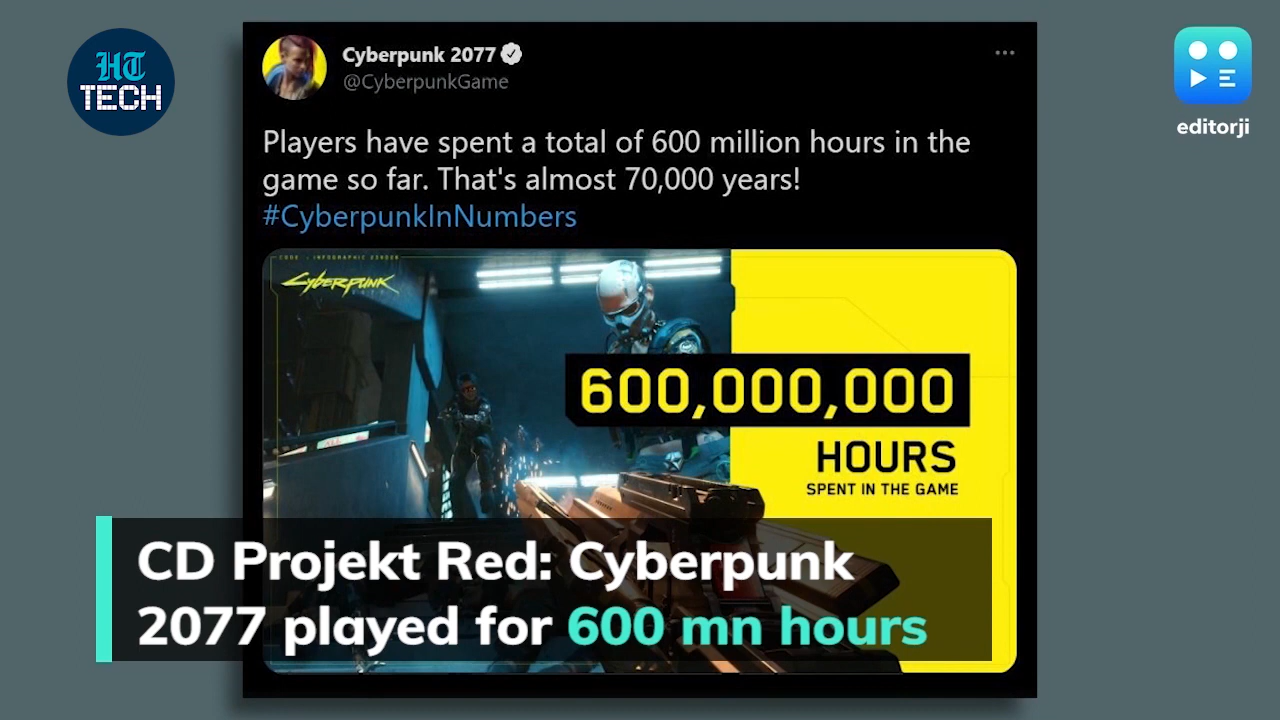 HT
TECH
Cyberpunk 2077
@CyberpunkGame
editorji
Players have spent a total of 600 million hours in the
game so far. That's almost 70,000 years!
#CyberpunkInNumbers
Cyberpunk
600,000,000
HOURS
SPENT IN THE GAME
CD Projekt Red: Cyberpunk
2077 played for 600 mn hours